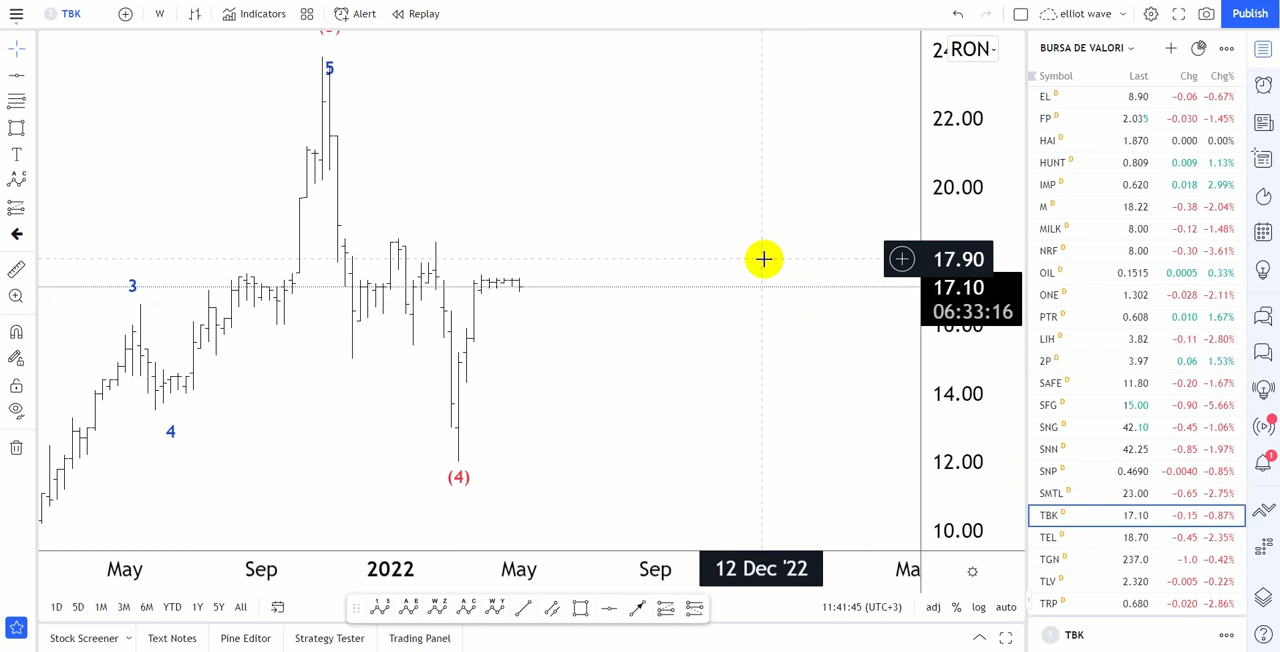 TBK
W
Indicators
Alert
Replay
elliot wave
Publish
RON
24
22.00
20.00
17.90
17.10
06:33:16
16.00
14.00
12.00
10.00
5
3
4
(4)
May
Sep
2022
May
Sep
12 Dec '22
Ma
1D
5D
1M
3M
6M
YTD
1Y
5Y
All
11:41:45 (UTC+3)
adj
%
log
auto
Stock Screener
Text Notes
Pine Editor
Strategy Tester
Trading Panel
BURSA DE VALORI
Symbol Last Chg Chg%
EL D 8.90 −0.06 −0.67%
FP D 2.035 −0.030 −1.45%
HAI D 1.870 0.000 0.00%
HUNT D 0.809 0.009 1.13%
IMP D 0.620 0.018 2.99%
M D 18.22 −0.38 −2.04%
MILK D 8.00 −0.12 −1.48%
NRF D 8.00 −0.30 −3.61%
OIL D 0.1515 0.0005 0.33%
ONE D 1.302 −0.028 −2.11%
PTR D 0.608 0.010 1.67%
LIH D 3.82 −0.11 −2.80%
2P D 3.97 0.06 1.53%
SAFE D 11.80 −0.20 −1.67%
SFG D 15.00 −0.90 −5.66%
SNG D 42.10 −0.45 −1.06%
SNN D 42.25 −0.85 −1.97%
SNP D 0.4690 −0.0040 −0.85%
SMTL D 23.00 −0.65 −2.75%
TBK D 17.10 −0.15 −0.87%
TEL D 18.70 −0.45 −2.35%
TGN D 237.0 −1.0 −0.42%
TLV D 2.320 −0.005 −0.22%
TRP D 0.680 −0.020 −2.86%
TBK